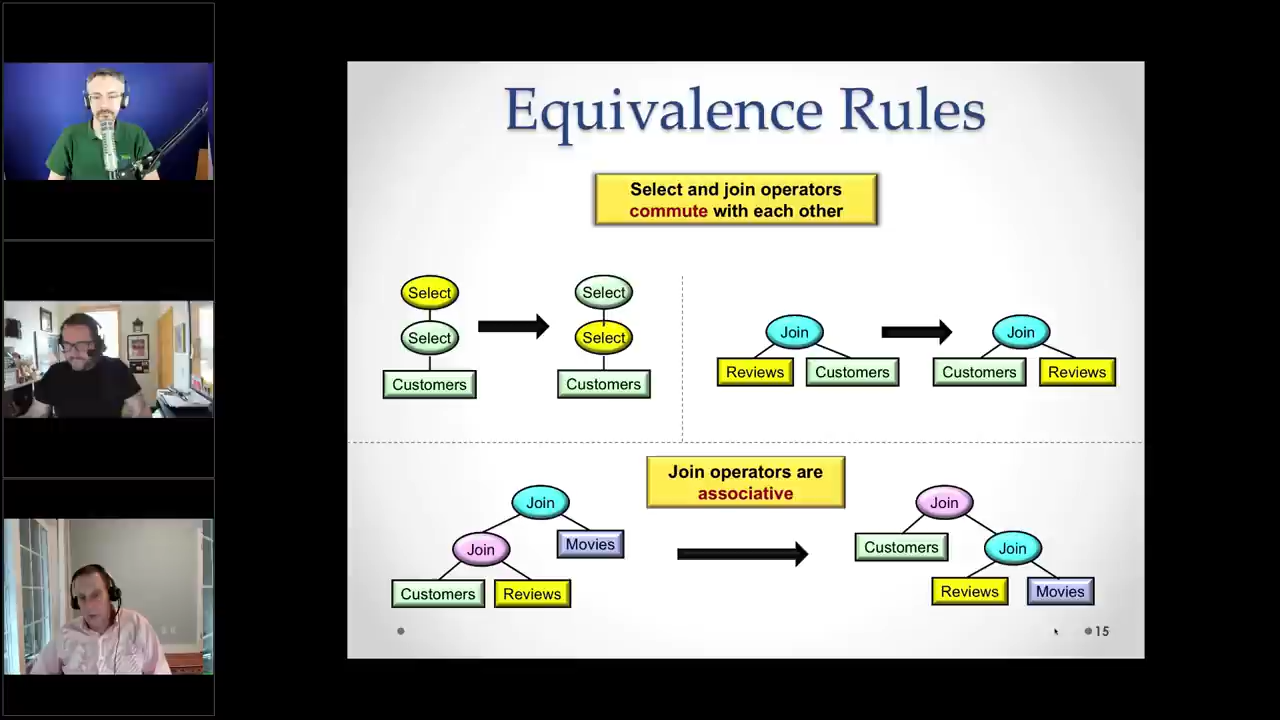 Equivalence Rules
Select and join operators
commute with each other
Select
Select
Customers
Select
Select
Customers
Join
Reviews
Customers
Join
Customers
Reviews
Join operators are
associative
Join
Join
Movies
Customers
Reviews
Join
Customers
Join
Reviews
Movies
15